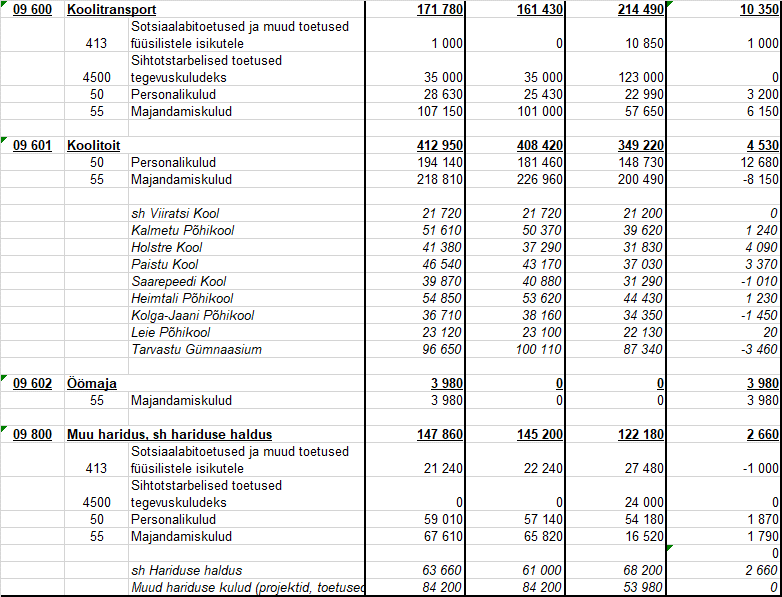 09 600 Koolitransport 171 780 161 430 214 490 10 350
Sotsiaalabitoetused ja muud toetused
413 füüsilistele isikutele 1 000 0 10 850 1 000
Sihtotstarbelised toetused
4500 tegevuskuludeks 35 000 35 000 123 000 0
50 Personalikulud 28 630 25 430 22 990 3 200
55 Majandamiskulud 107 150 101 000 57 650 6 150
09 601 Koolitoit 412 950 408 420 349 220 4 530
50 Personalikulud 194 140 181 460 148 730 12 680
55 Majandamiskulud 218 810 226 960 200 490 -8 150
sh Viiratsi Kool 21 720 21 720 21 200 0
Kalmetu Põhikool 51 610 50 370 39 620 1 240
Holstre Kool 41 380 37 290 31 830 4 090
Paistu Kool 46 540 43 170 37 030 3 370
Saarepeedi Kool 39 870 40 880 31 290 -1 010
Heimtali Põhikool 54 850 53 620 44 430 1 230
Kolga-Jaani Põhikool 36 710 38 160 34 350 -1 450
Leie Põhikool 23 120 23 100 22 130 20
Tarvastu Gümnaasium 96 650 100 110 87 340 -3 460
09 602 Öömaja 3 980 0 0 3 980
55 Majandamiskulud 3 980 0 0 3 980
09 800 Muu haridus, sh hariduse haldus 147 860 145 200 122 180 2 660
Sotsiaalabitoetused ja muud toetused
413 füüsilistele isikutele 21 240 22 240 27 480 -1 000
Sihtotstarbelised toetused
4500 tegevuskuludeks 0 0 24 000 0
50 Personalikulud 59 010 57 140 54 180 1 870
55 Majandamiskulud 67 610 65 820 16 520 1 790
0
sh Hariduse haldus 63 660 61 000 68 200 2 660
Muud hariduse kulud (projektid, toetused 84 200 84 200 53 980 0